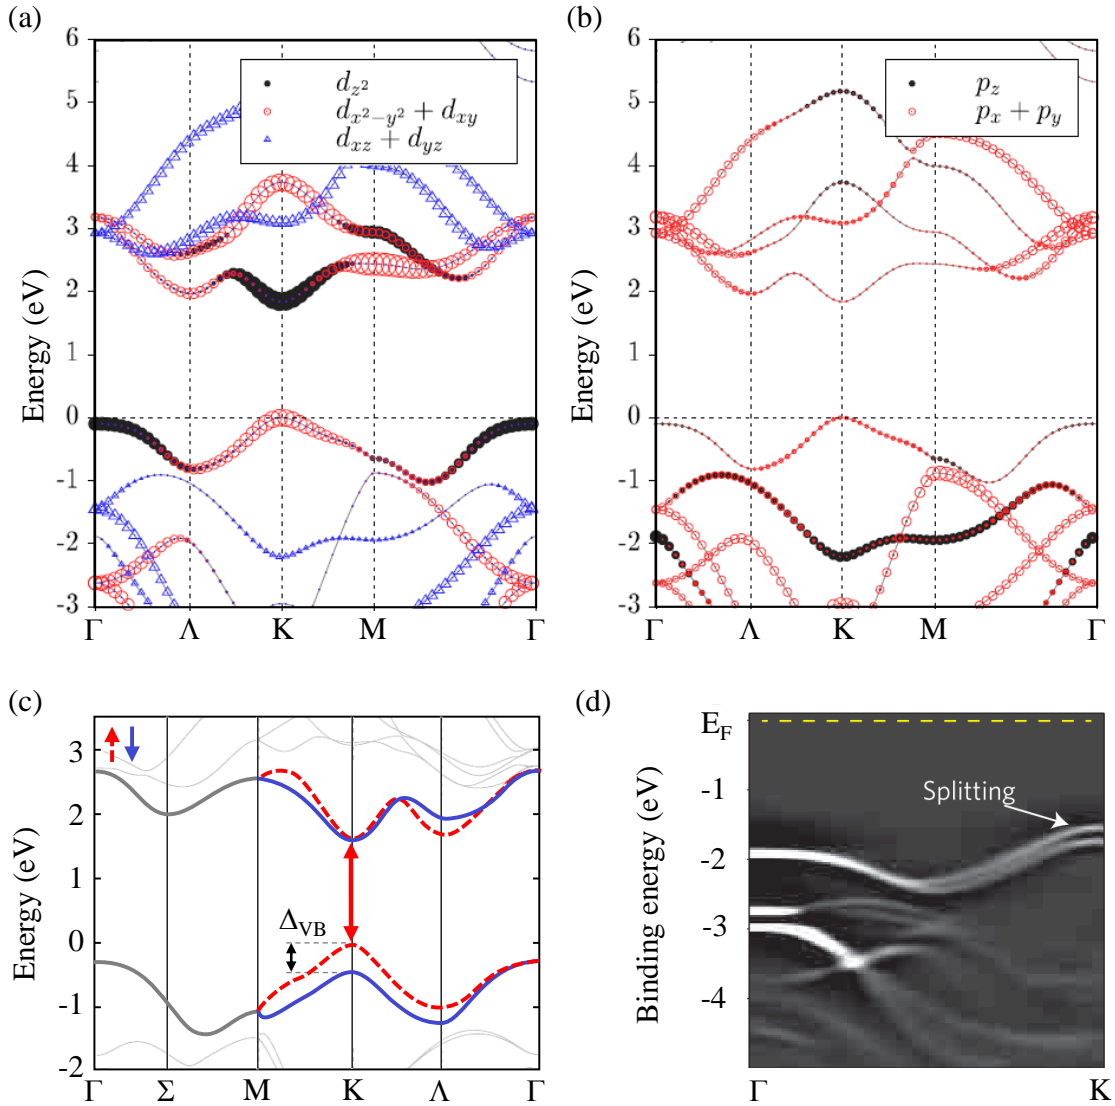 (a)
6
5
4
3
2
1
0
-1
-2
-3
Energy (eV)
d_{z^2}
d_{x^2-y^2} + d_{xy}
d_{xz} + d_{yz}
Γ Λ K M Γ
(b)
6
5
4
3
2
1
0
-1
-2
-3
Energy (eV)
p_z
p_x + p_y
Γ Λ K M Γ
(c)
3
2
1
0
-1
-2
Energy (eV)
Δ_{VB}
Γ Σ M K Λ Γ
(d)
E_F
-1
-2
-3
-4
Binding energy (eV)
Splitting
Γ K